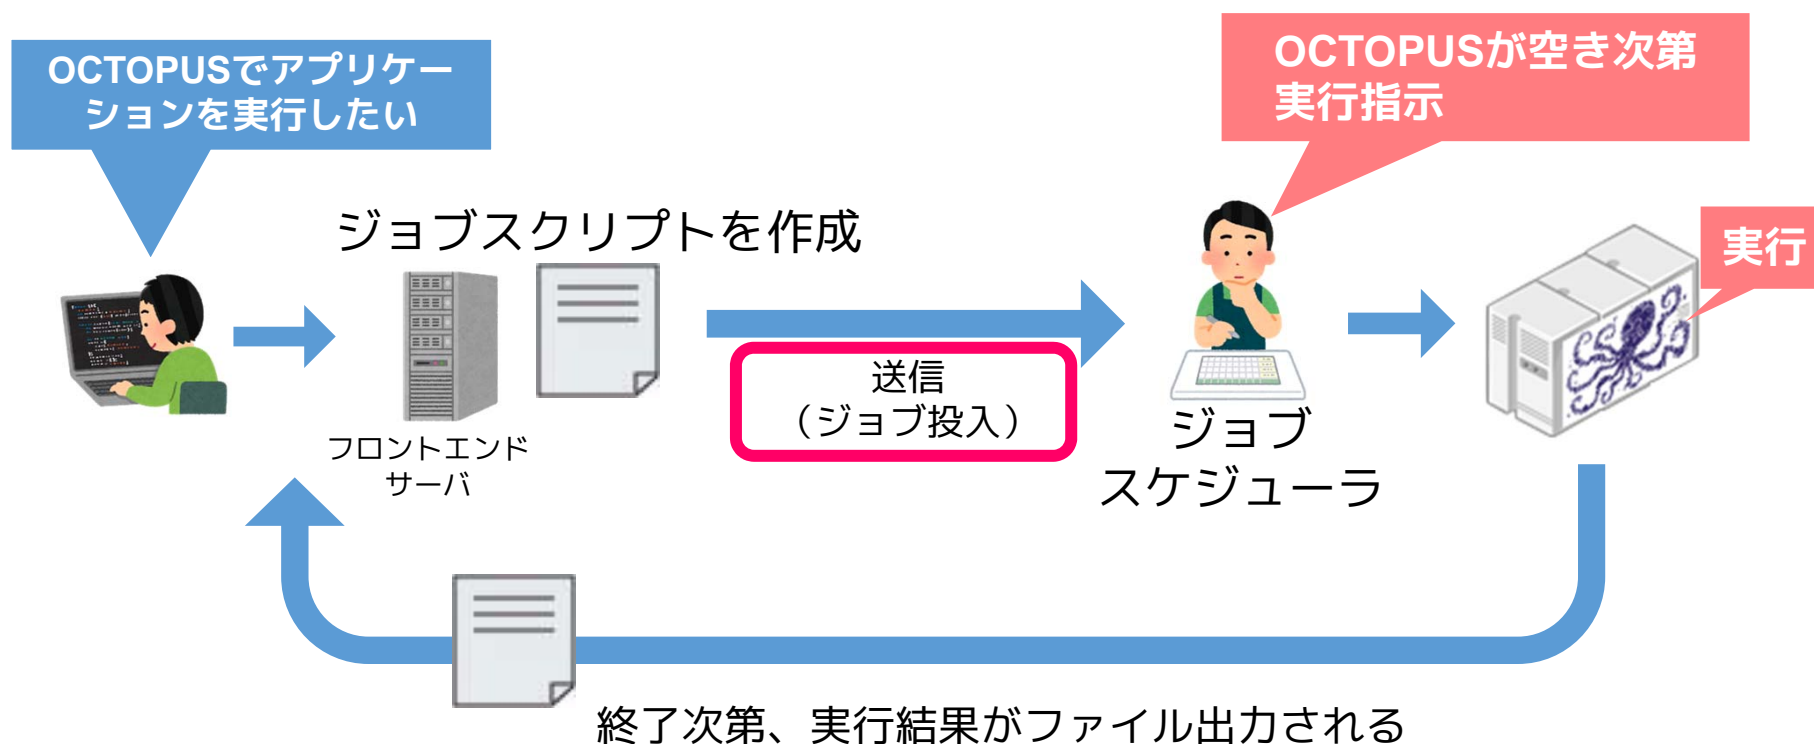 OCTOPUSでアプリケー
ションを実行したい
OCTOPUSが空き次第
実行指示
ジョブスクリプトを作成
実行
送信
（ジョブ投入）
フロントエンド
サーバ
ジョブ
スケジューラ
終了次第、実行結果がファイル出力される